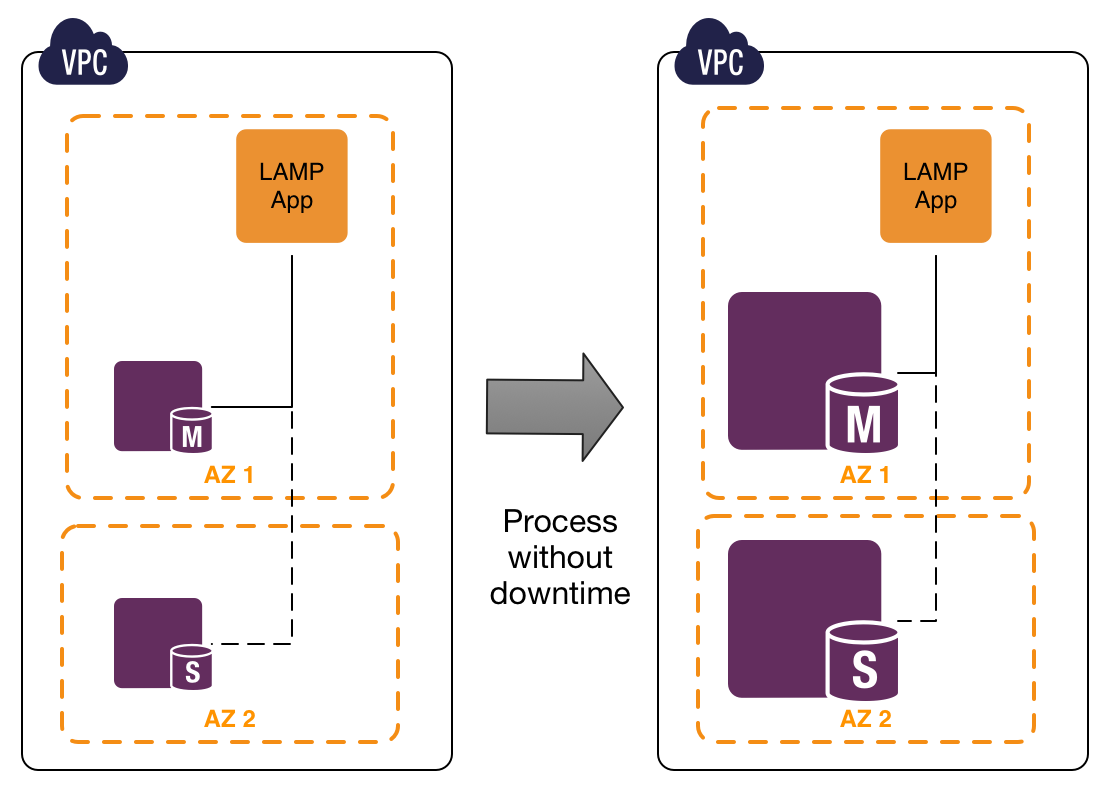 VPC
LAMP
App
M
AZ 1
S
AZ 2
Process
without
downtime
VPC
LAMP
App
M
AZ 1
S
AZ 2